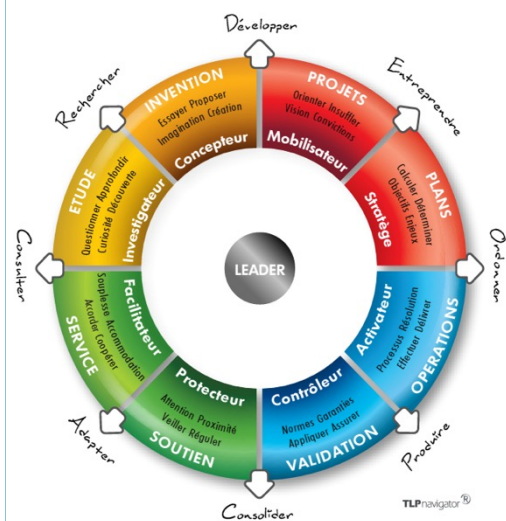 Développer
Entreprendre
Ordonner
Produire
Consolider
Adapter
Consulter
Rechercher
INVENTION
Essayer Proposer
Imagination Création
Concepteur
PROJETS
Orienter Insuffler
Vision Convictions
Mobilisateur
PLANS
Calculer Déterminer
Objectifs Enjeux
Stratège
OPERATIONS
Processus Résolution
Effectuer Délivrer
Activateur
VALIDATION
Normes Garanties
Appliquer Assurer
Contrôleur
SOUTIEN
Attention Proximité
Veiller Réguler
Protecteur
SERVICE
Souplesse Accommodation
Accorder Coopérer
Facilitateur
ETUDE
Questionner Approfondir
Curiosité Découverte
Investigateur
LEADER
TLPnavigator ®